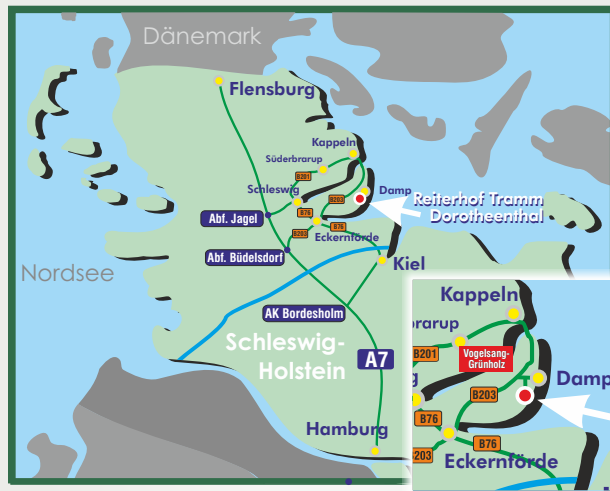 Dänemark
Flensburg
Kappeln
Süderbrarup
B201
Schleswig
Damp
B203
Reiterhof Tramm
Dorotheenthal
B76
Abf. Jagel
B76
B203
Eckernförde
Abf. Büdelsdorf
Kiel
Nordsee
AK Bordesholm
Schleswig-
Holstein
A7
Hamburg
Kappeln
brarup
B201
Vogelsang-
Grünholz
g
Damp
B203
B76
B76
B203
Eckernförde